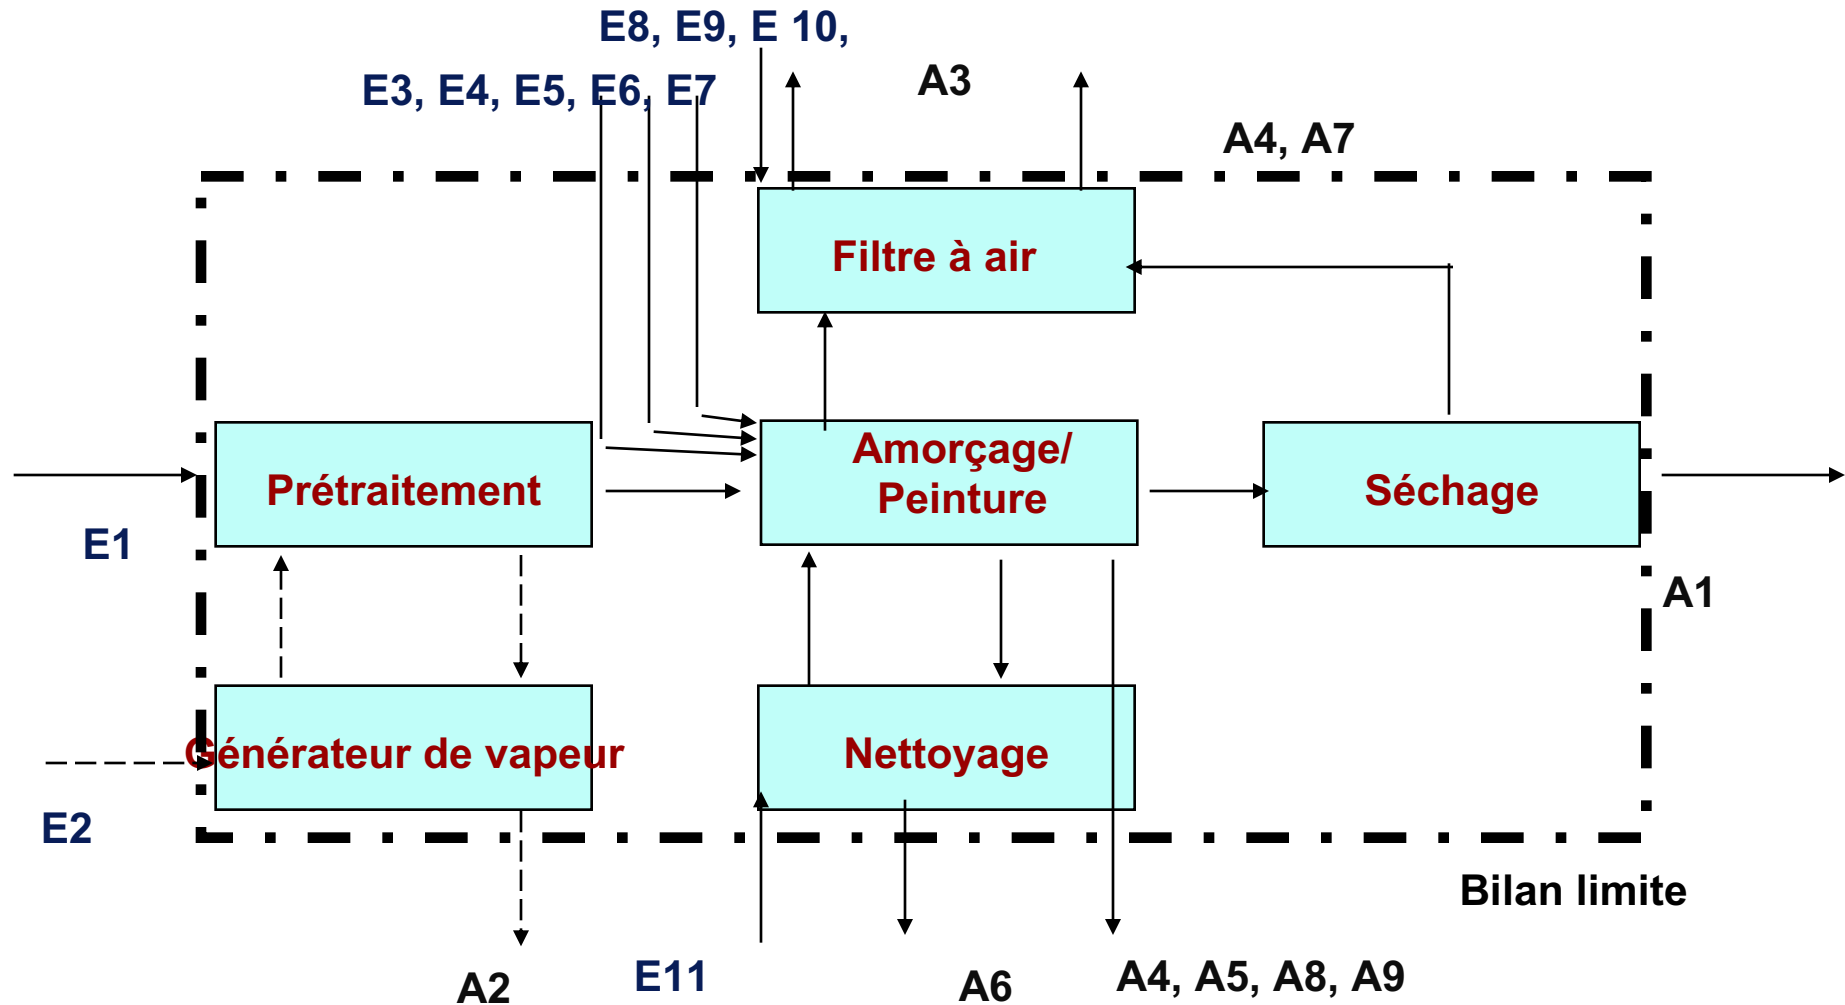 E8, E9, E 10,
A3
E3, E4, E5, E6, E7
A4, A7
Filtre à air
Prétraitement
Amorçage/
Peinture
Séchage
E1
A1
Générateur de vapeur
Nettoyage
E2
Bilan limite
A2
E11
A6
A4, A5, A8, A9